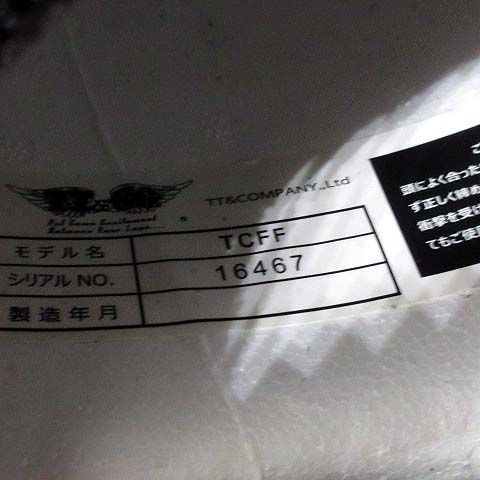 TT&COMPANY.,Ltd
モデル名 TCFF
シリアルNO. 16467
製造年月
頭によく合った
ず正しく締め
衝撃を受け
てもご使用